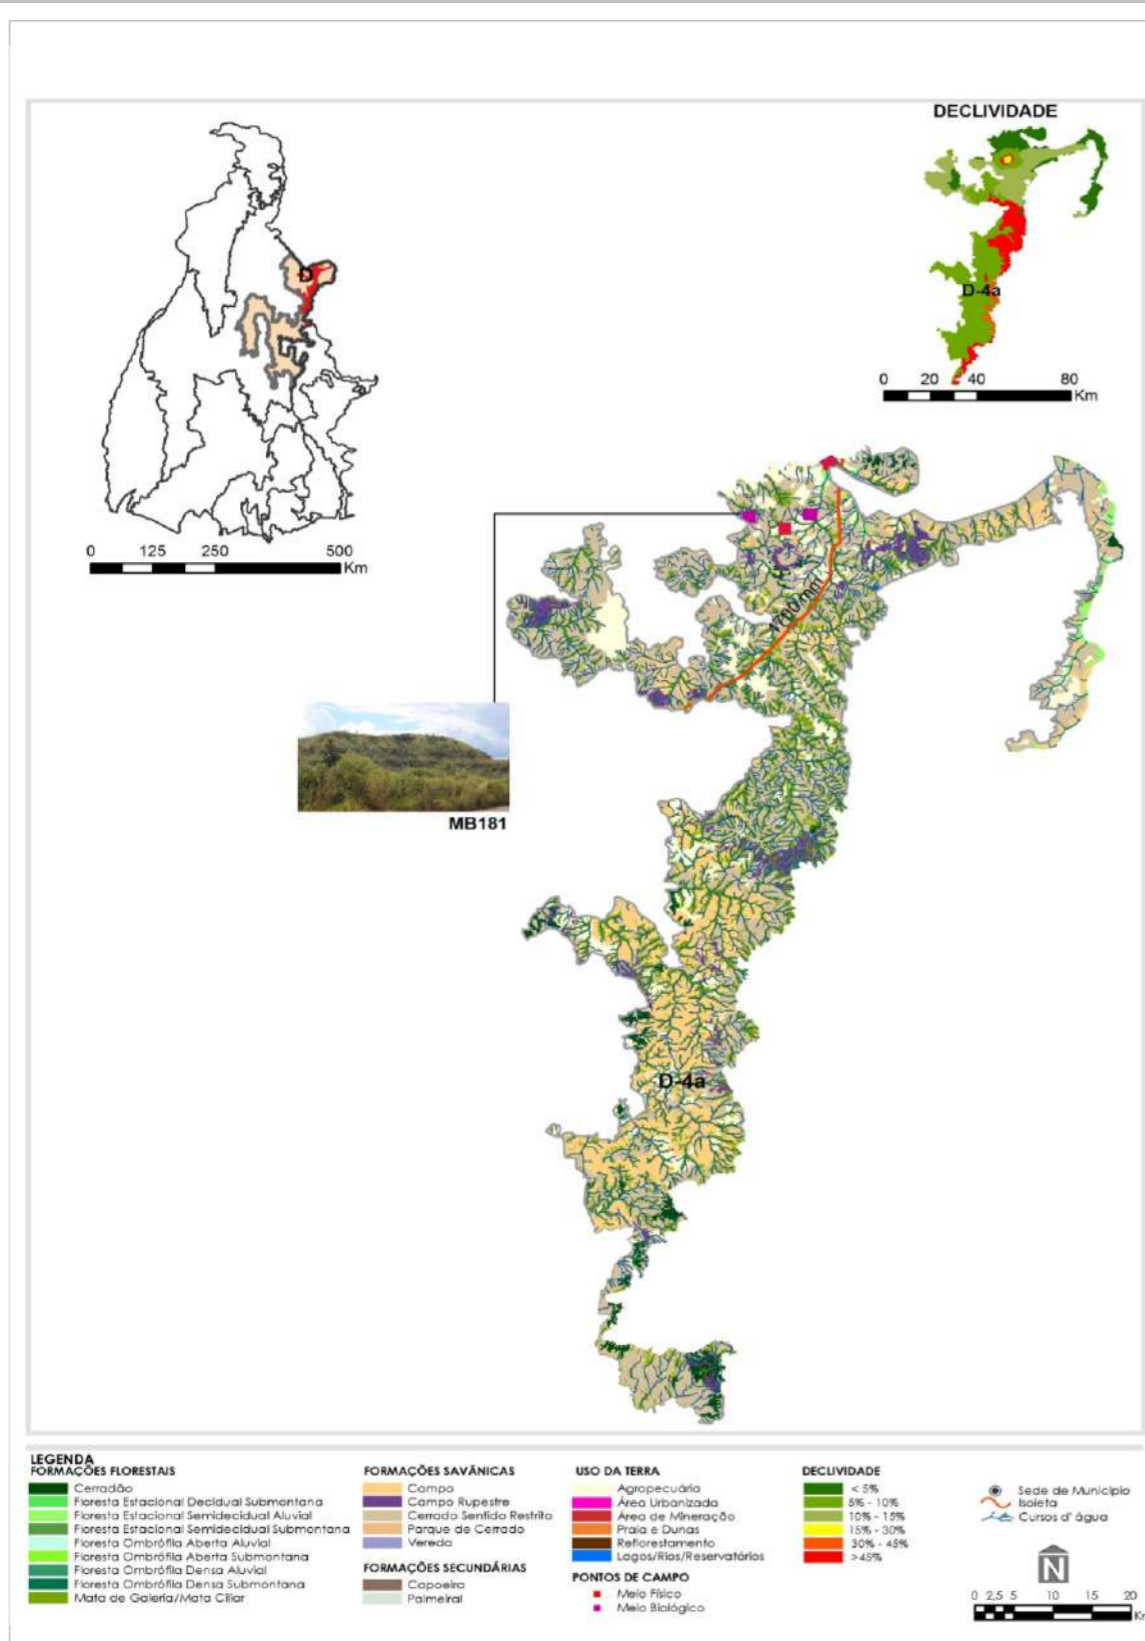 DECLIVIDADE
D
D-4a
0 20 40 80
Km
0 125 250 500
Km
1700 mm
MB181
D-4a
LEGENDA
FORMAÇÕES FLORESTAIS
Cerradão
Floresta Estacional Decidual Submontana
Floresta Estacional Semidecidual Aluvial
Floresta Estacional Semidecidual Submontana
Floresta Ombrófila Aberta Aluvial
Floresta Ombrófila Aberta Submontana
Floresta Ombrófila Densa Aluvial
Floresta Ombrófila Densa Submontana
Mata de Galeria/Mata Ciliar
FORMAÇÕES SAVÂNICAS
Campo
Campo Rupestre
Cerrado Sentido Restrito
Parque de Cerrado
Vereda
FORMAÇÕES SECUNDÁRIAS
Capoeira
Palmeiral
USO DA TERRA
Agropecuária
Área Urbanizada
Área de Mineração
Praia e Dunas
Reflorestamento
Lagos/Rios/Reservatórios
PONTOS DE CAMPO
Meio Físico
Meio Biológico
DECLIVIDADE
< 5%
5% - 10%
10% - 15%
15% - 30%
30% - 45%
>45%
Sede de Município
Isoieta
Cursos d' água
N
0 2,5 5 10 15 20
Km